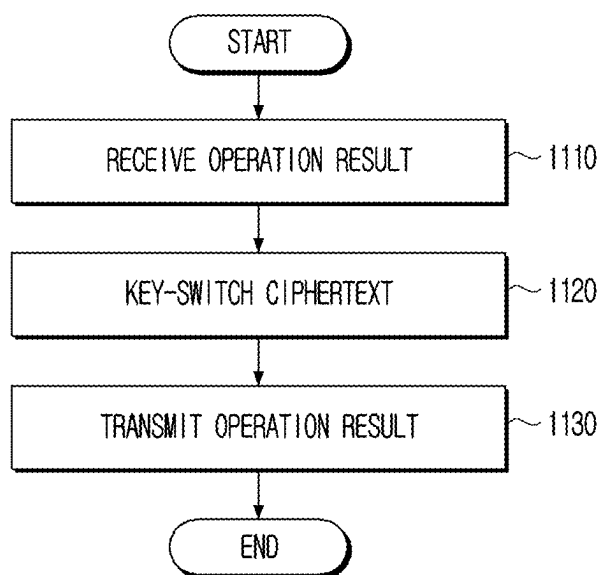 START
RECEIVE OPERATION RESULT
1110
KEY-SWITCH CIPHERTEXT
1120
TRANSMIT OPERATION RESULT
1130
END